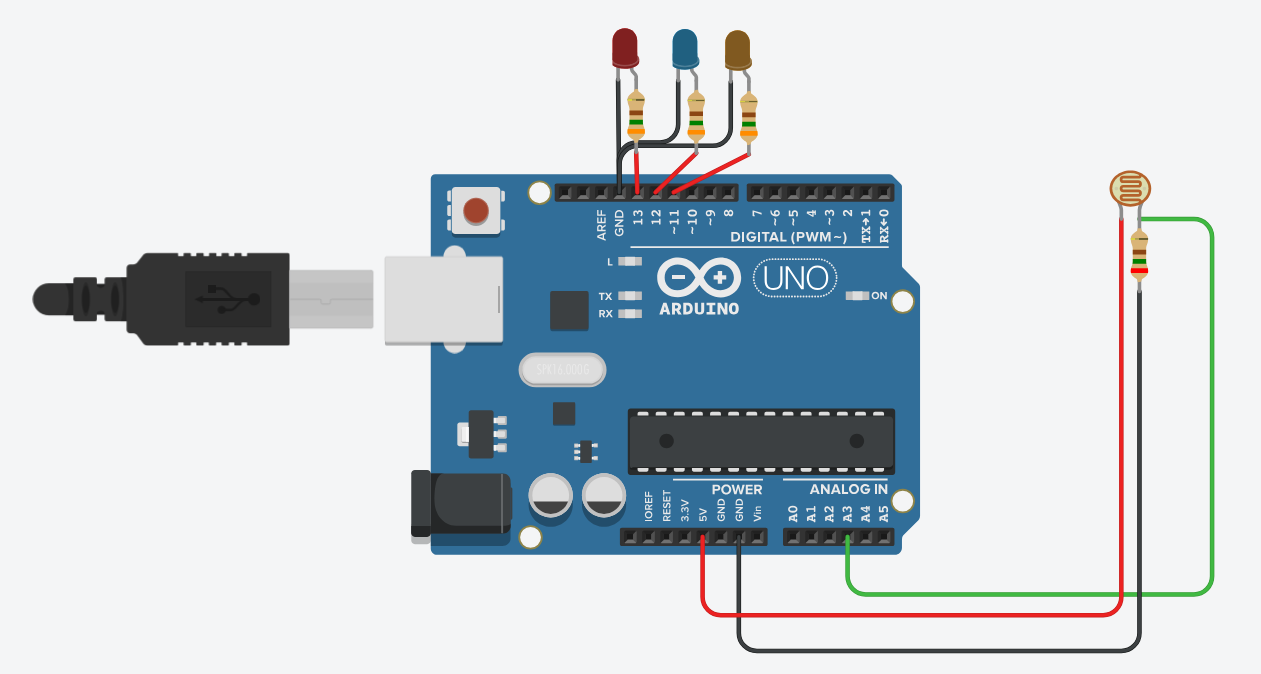 AREF
GND
13
12
~11
~10
~9
8
7
~6
~5
4
~3
2
TX→1
RX←0
DIGITAL (PWM~)
L
TX
RX
UNO
ARDUINO
ON
SPK16.000G
POWER
ANALOG IN
IOREF
RESET
3.3V
5V
GND
GND
Vin
A0
A1
A2
A3
A4
A5